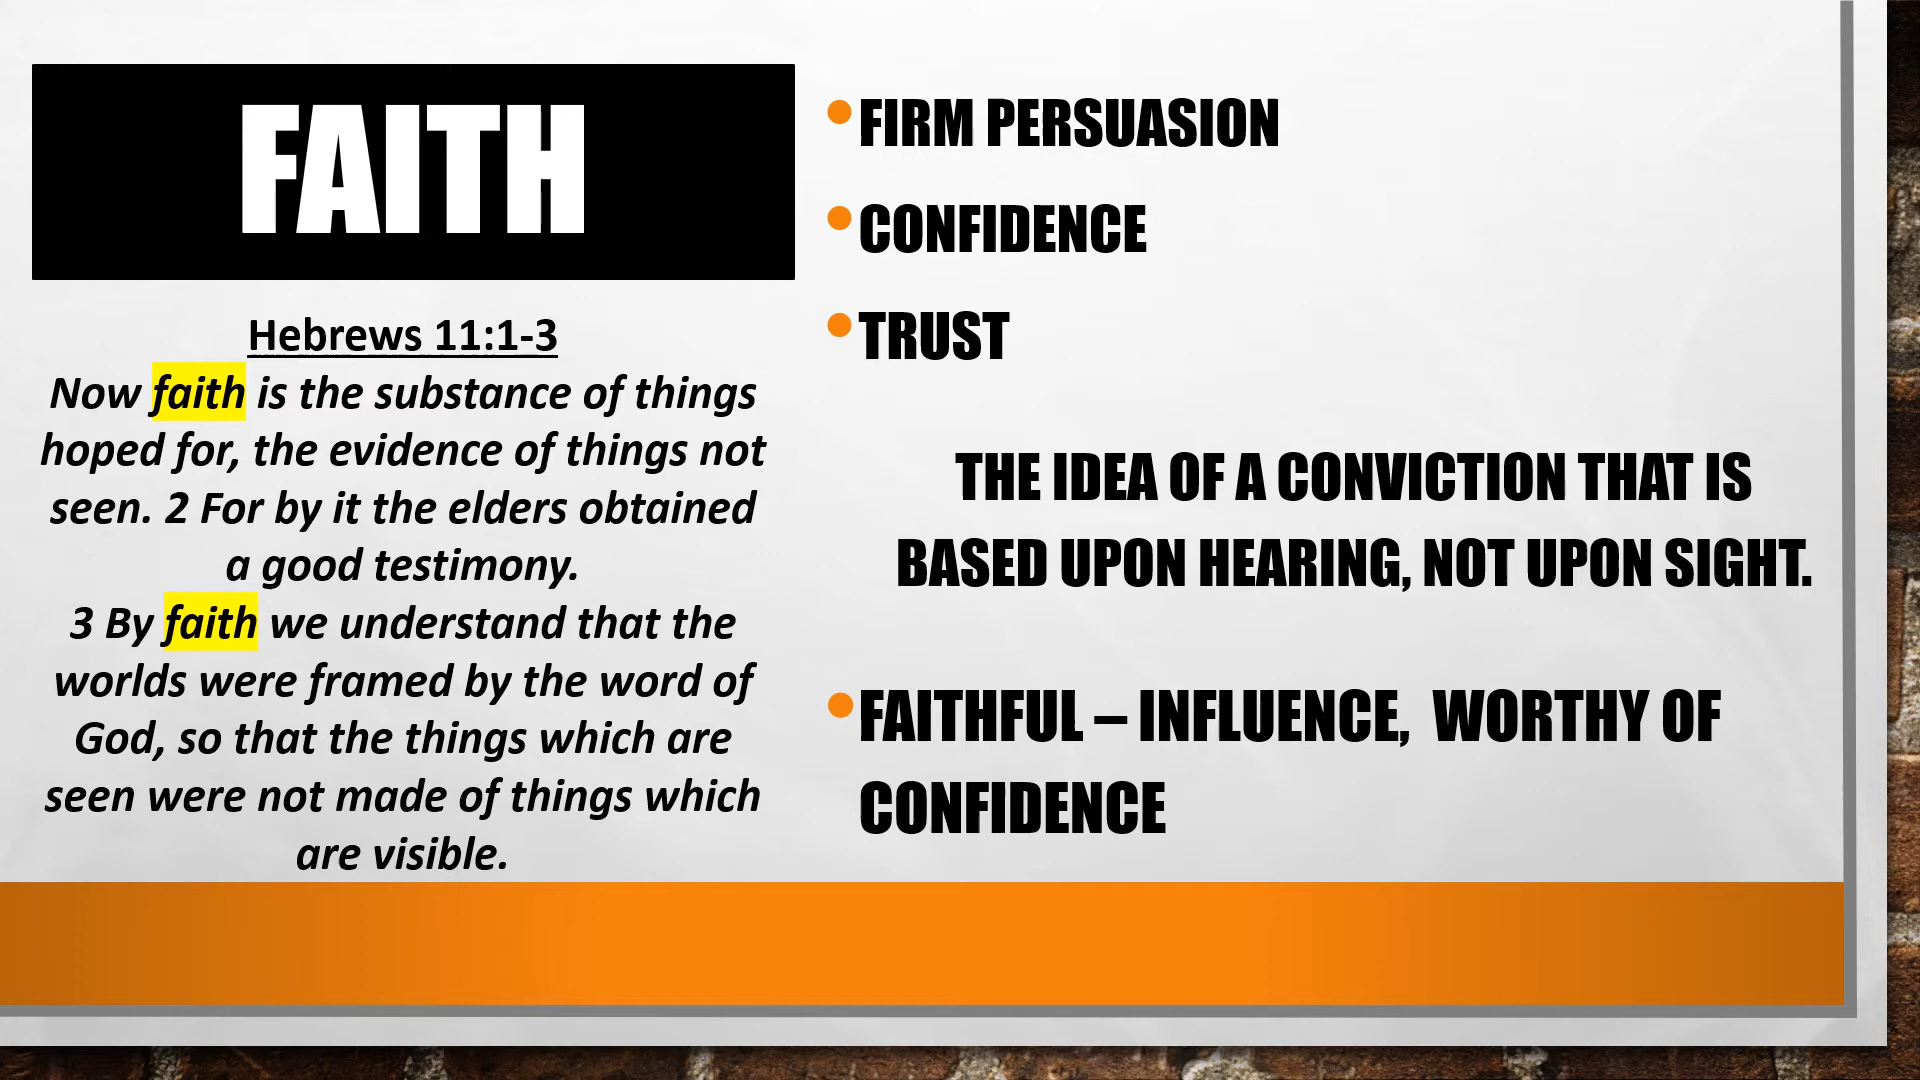 FAITH
Hebrews 11:1-3
Now faith is the substance of things
hoped for, the evidence of things not
seen. 2 For by it the elders obtained
a good testimony.
3 By faith we understand that the
worlds were framed by the word of
God, so that the things which are
seen were not made of things which
are visible.
•FIRM PERSUASION
•CONFIDENCE
•TRUST
THE IDEA OF A CONVICTION THAT IS
BASED UPON HEARING, NOT UPON SIGHT.
•FAITHFUL – INFLUENCE,  WORTHY OF
CONFIDENCE